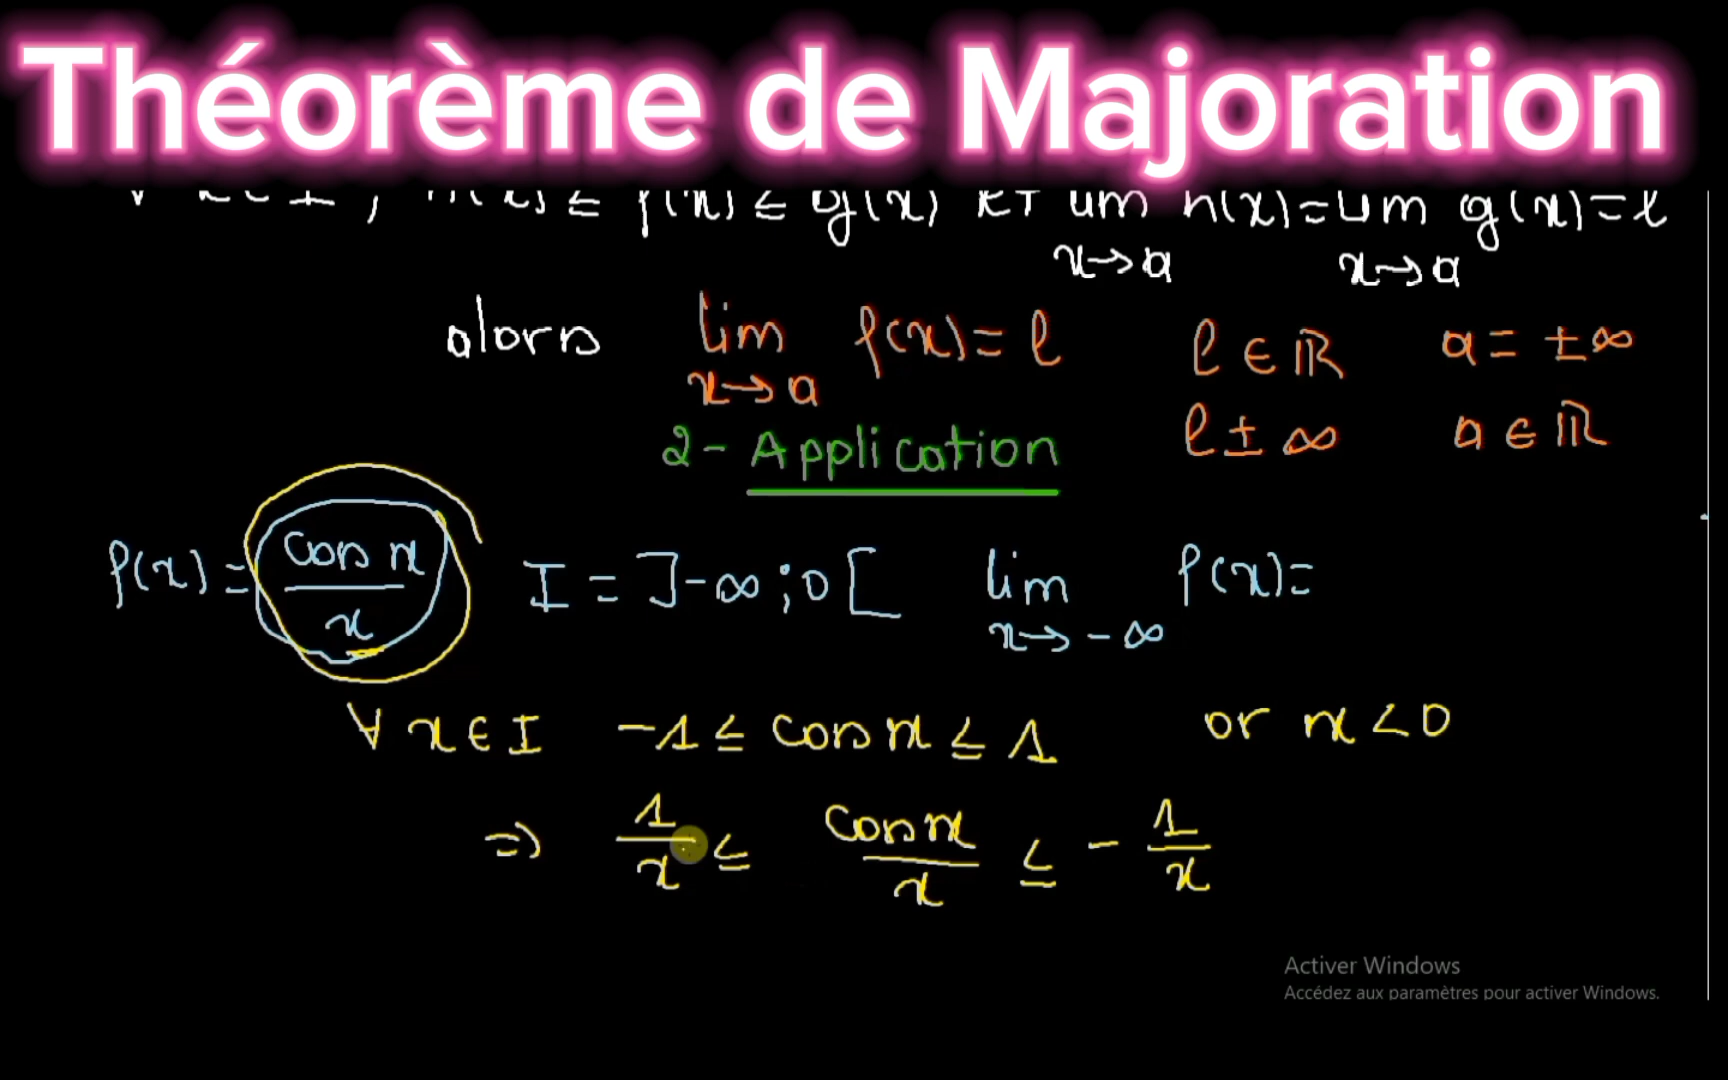 Théorème de Majoration
∀ x ∈ I, h(x) ≤ f(x) ≤ g(x) et lim h(x) = lim g(x) = l
x→a x→a
alors lim f(x) = l l ∈ ℝ a = ±∞
x→a
2- Application l ± ∞ a ∈ ℝ
f(x) = cos x / x I = ]-∞;0[ lim f(x) =
x→ -∞
∀ x ∈ I -1 ≤ cos x ≤ 1 or x < 0
⇒ 1/x ≤ cos x / x ≤ - 1/x
Activer Windows
Accédez aux paramètres pour activer Windows.